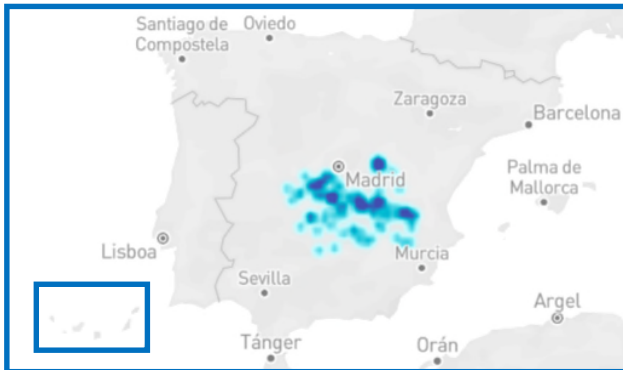 Santiago de
Compostela
Oviedo
Zaragoza
Barcelona
Madrid
Palma de
Mallorca
Lisboa
Murcia
Sevilla
Argel
Tánger
Orán